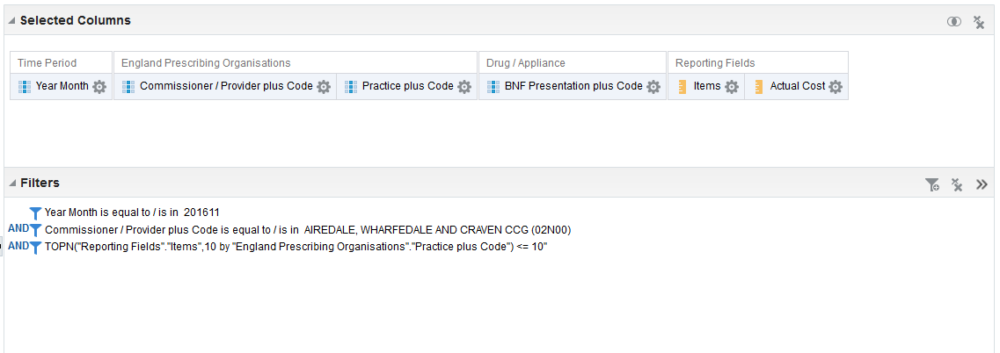 Selected Columns
Time Period England Prescribing Organisations Drug / Appliance Reporting Fields
Year Month Commissioner / Provider plus Code Practice plus Code BNF Presentation plus Code Items Actual Cost
Filters
Year Month is equal to / is in 201611
AND Commissioner / Provider plus Code is equal to / is in AIREDALE, WHARFEDALE AND CRAVEN CCG (02N00)
AND TOPN("Reporting Fields"."Items",10 by "England Prescribing Organisations"."Practice plus Code") <= 10"